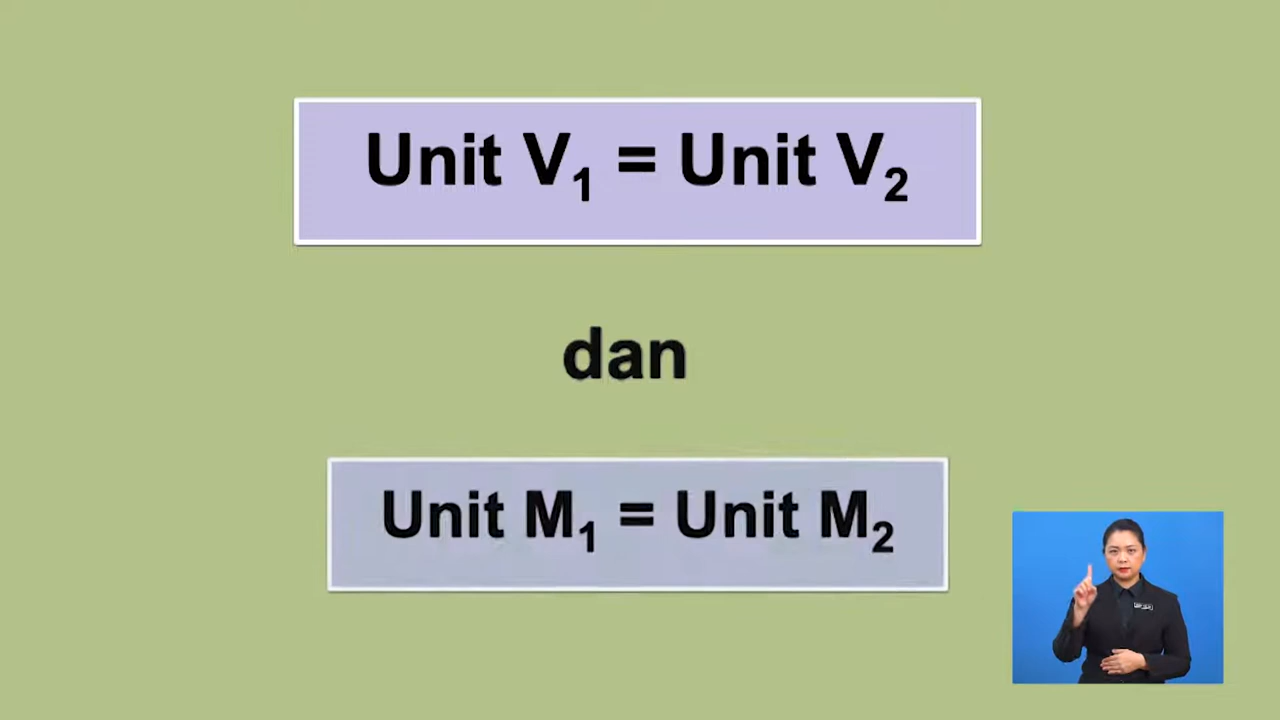 Unit V₁ = Unit V₂
dan
Unit M₁ = Unit M₂